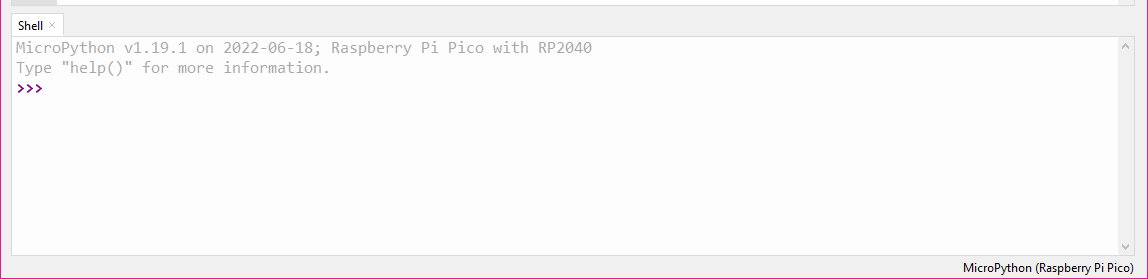 Shell
MicroPython v1.19.1 on 2022-06-18; Raspberry Pi Pico with RP2040
Type "help()" for more information.
>>>
MicroPython (Raspberry Pi Pico)